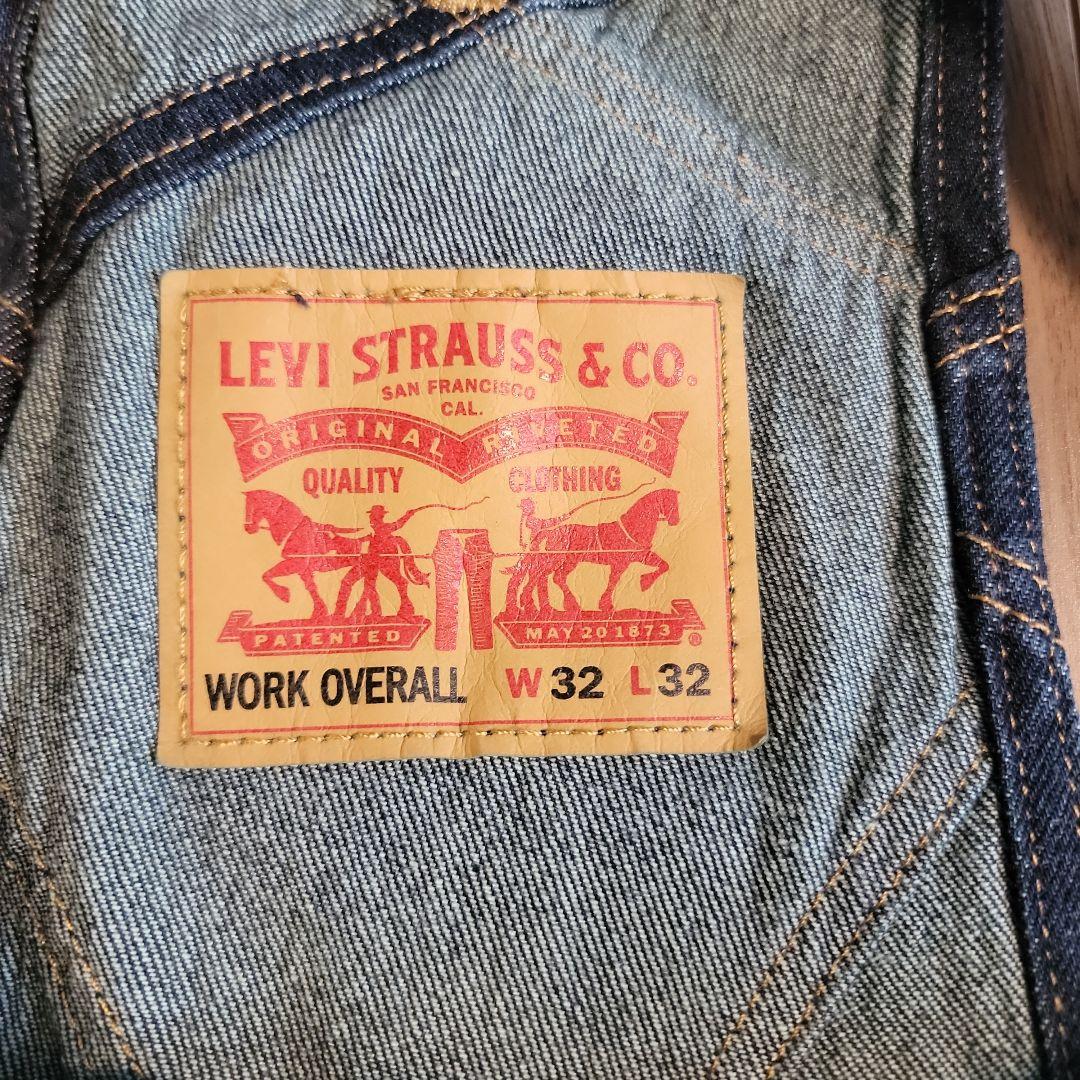 LEVI STRAUSS & CO.
SAN FRANCISCO
CAL.
ORIGINAL RIVETED
QUALITY CLOTHING
PATENTED MAY 20 1873 ®
WORK OVERALL W 32 L 32